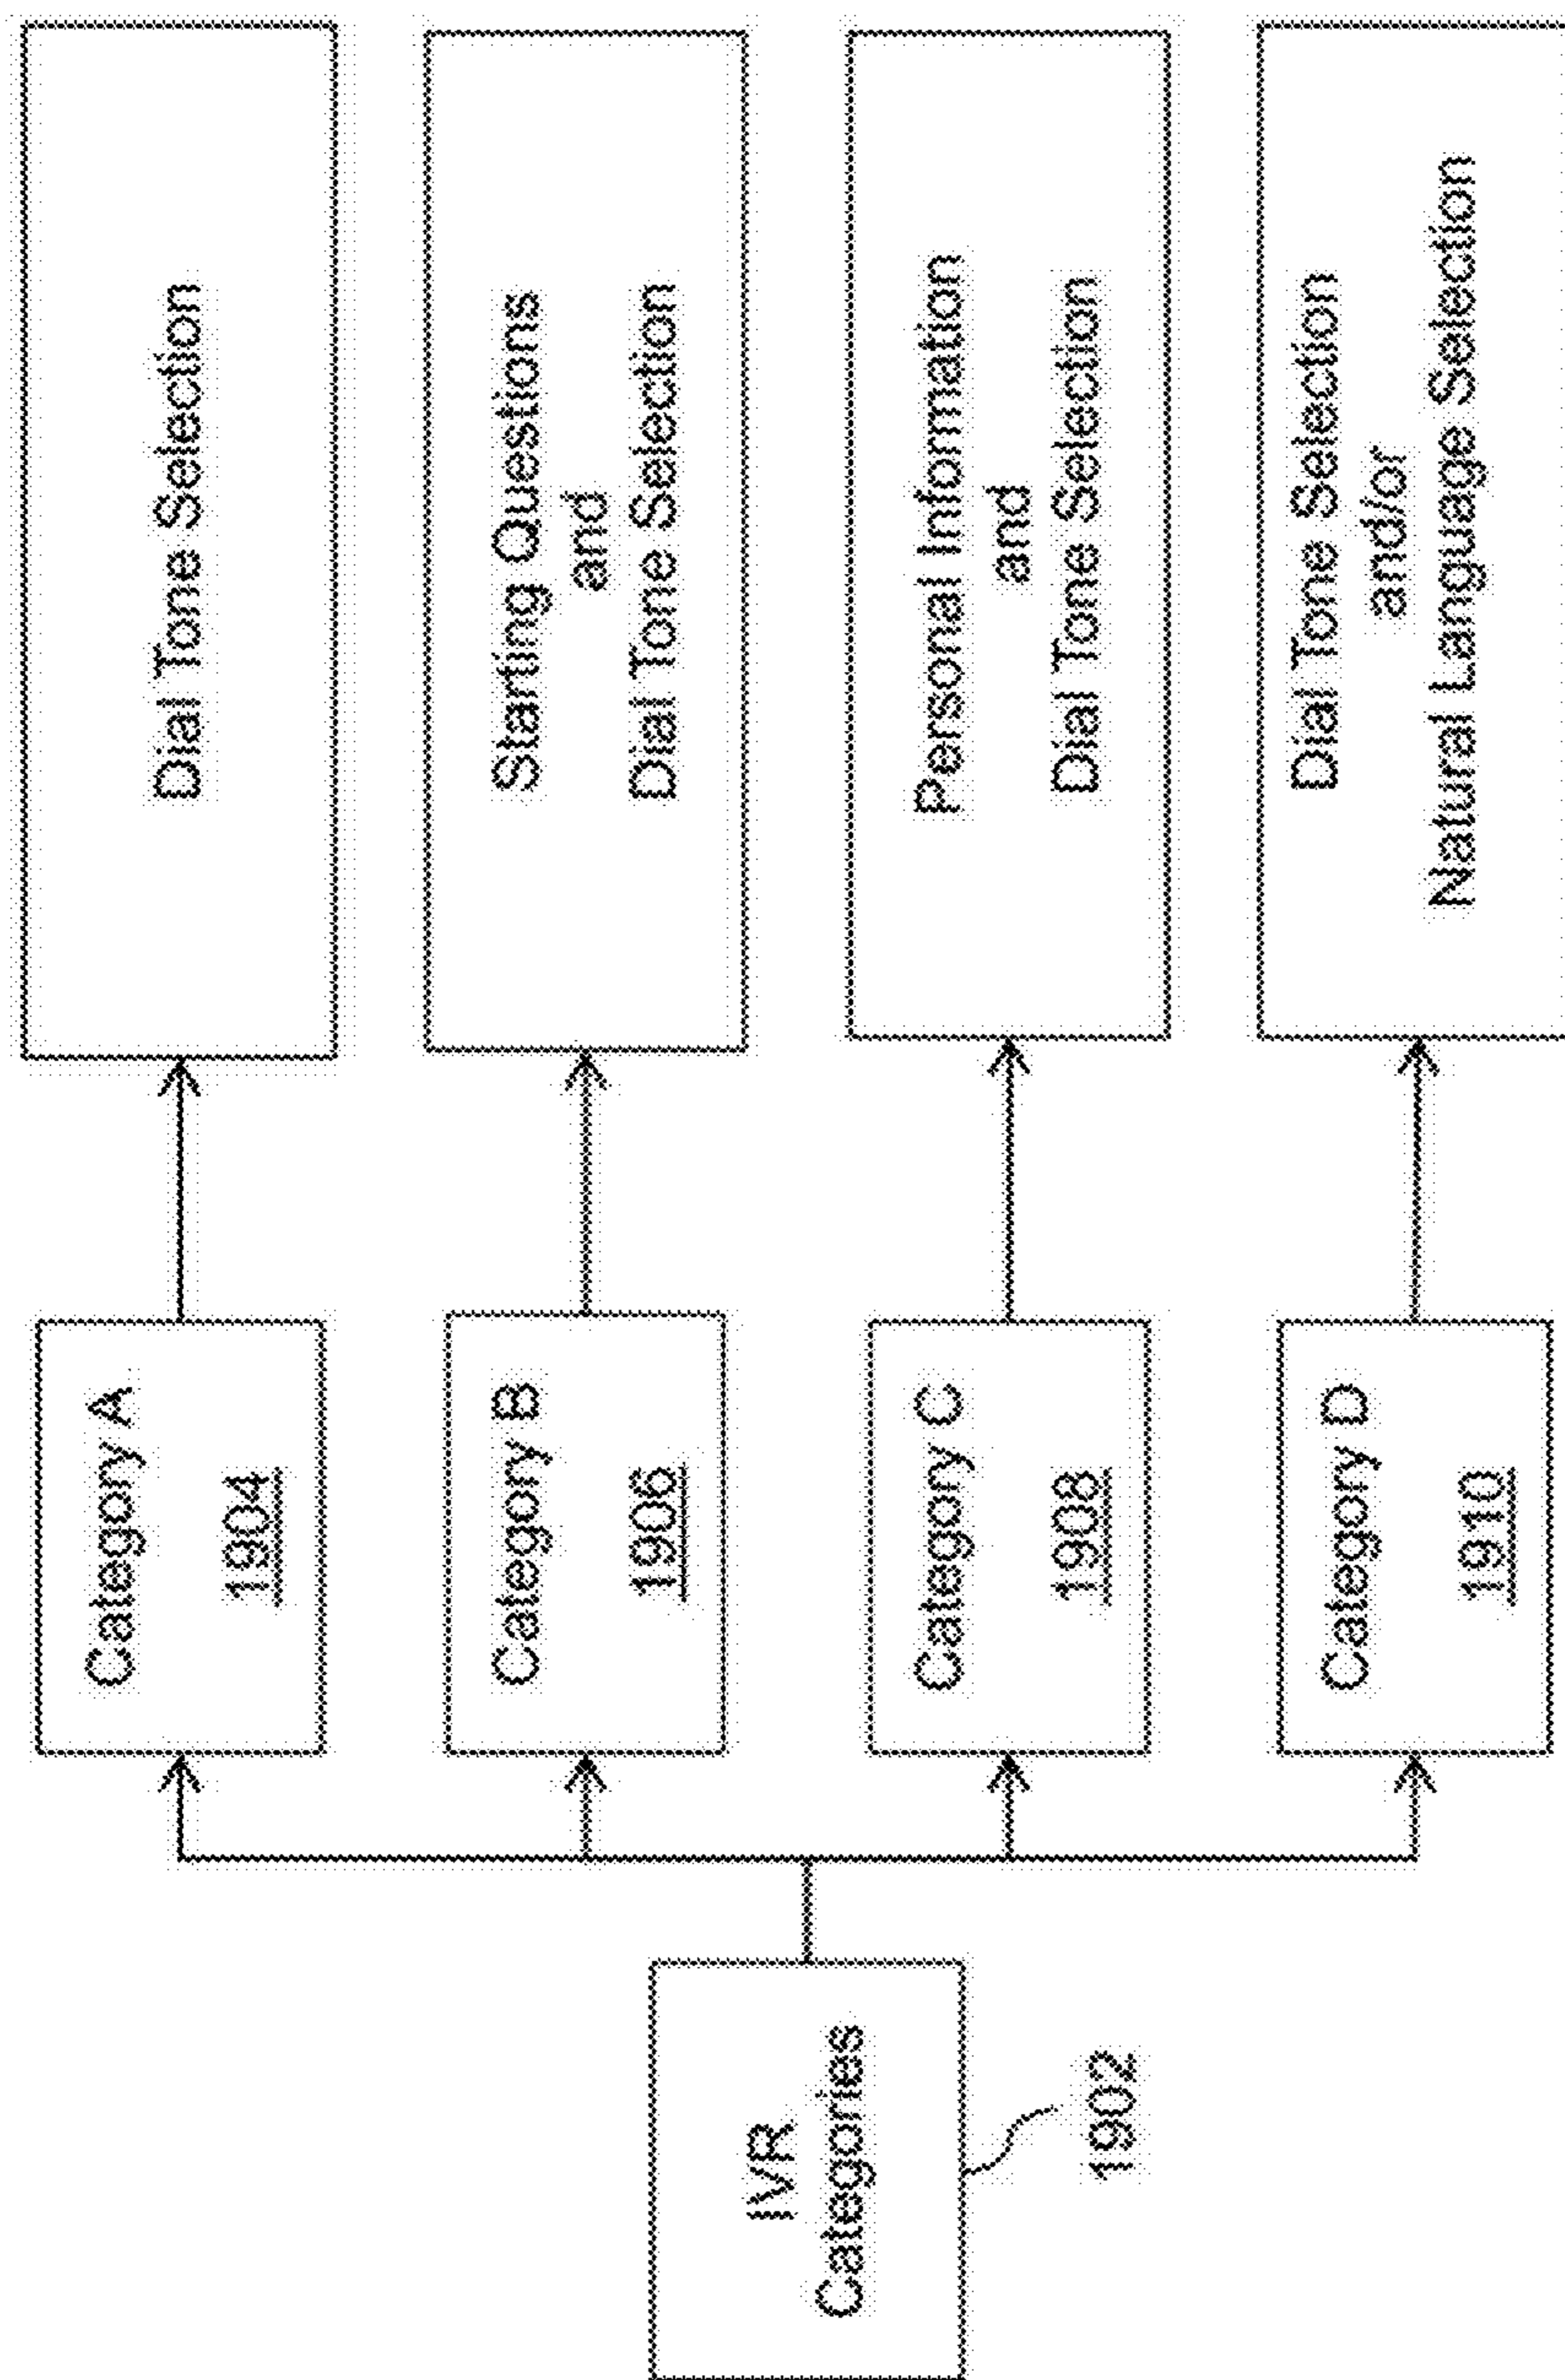 IVR
Categories
1902
Category A
1904
Dial Tone Selection
Category B
1906
Starting Questions
and
Dial Tone Selection
Category C
1908
Personal Information
and
Dial Tone Selection
Category D
1910
Dial Tone Selection
and/or
Natural Language Selection